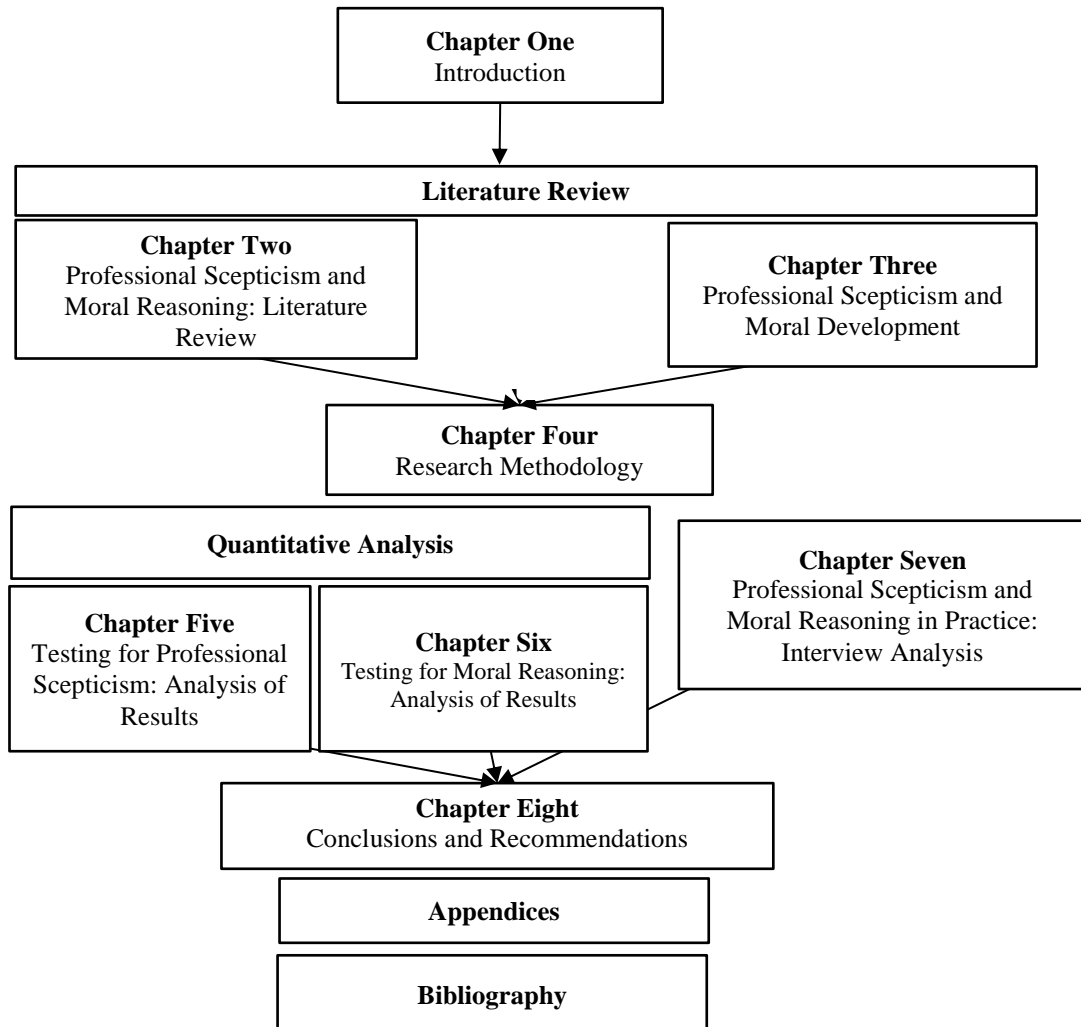 Chapter One
Introduction
Literature Review
Chapter Two
Professional Scepticism and
Moral Reasoning: Literature
Review
Chapter Three
Professional Scepticism and
Moral Development
Chapter Four
Research Methodology
Quantitative Analysis
Chapter Five
Testing for Professional
Scepticism: Analysis of
Results
Chapter Six
Testing for Moral Reasoning:
Analysis of Results
Chapter Seven
Professional Scepticism and
Moral Reasoning in Practice:
Interview Analysis
Chapter Eight
Conclusions and Recommendations
Appendices
Bibliography